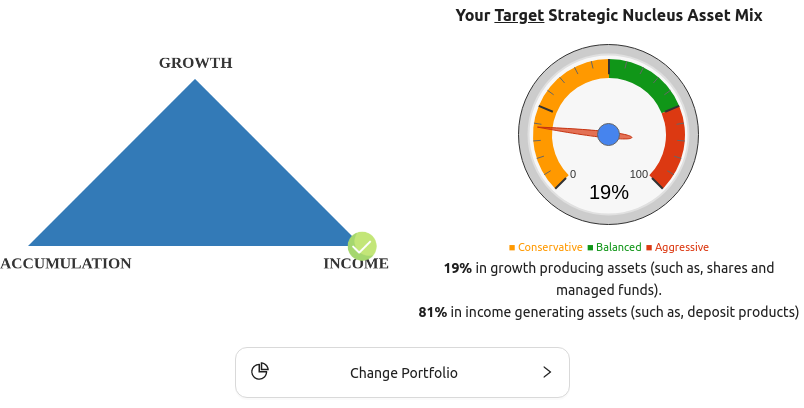 Your Target Strategic Nucleus Asset Mix
GROWTH
ACCUMULATION
INCOME
0
100
19%
Conservative Balanced Aggressive
19% in growth producing assets (such as, shares and
managed funds).
81% in income generating assets (such as, deposit products)
Change Portfolio